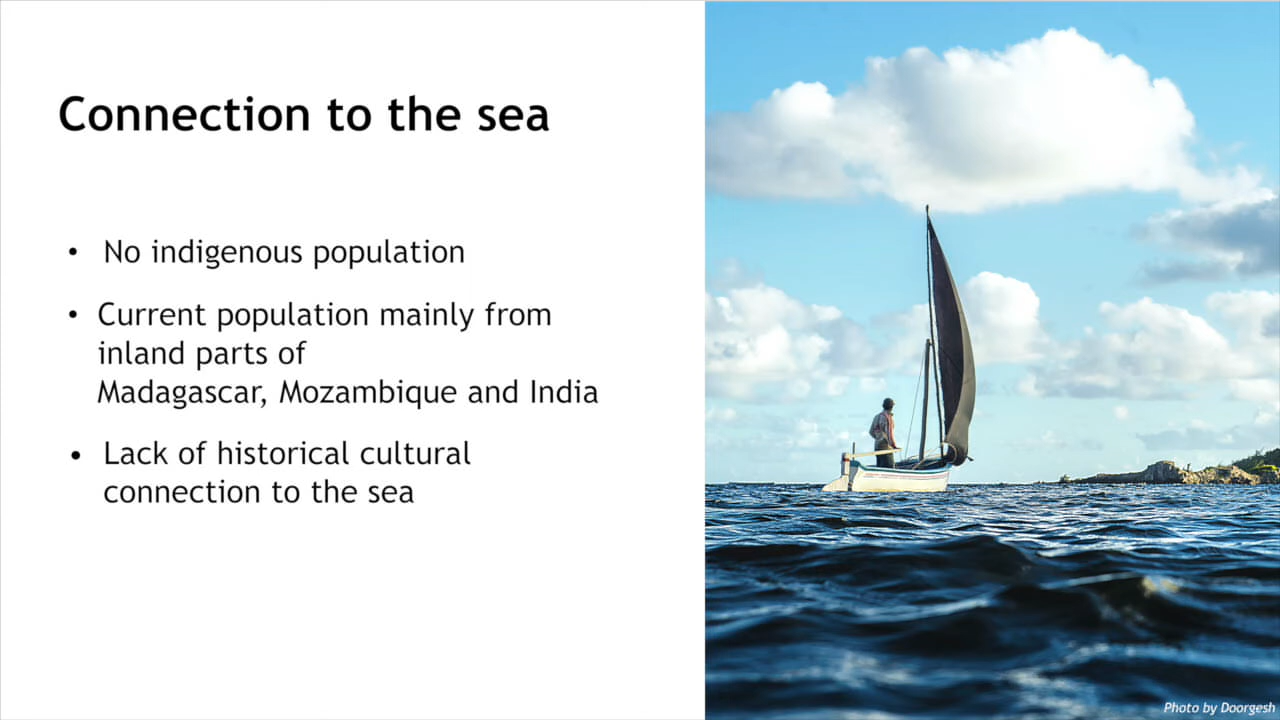 Connection to the sea
• No indigenous population
• Current population mainly from
inland parts of
Madagascar, Mozambique and India
• Lack of historical cultural
connection to the sea
Photo by Doorgesh